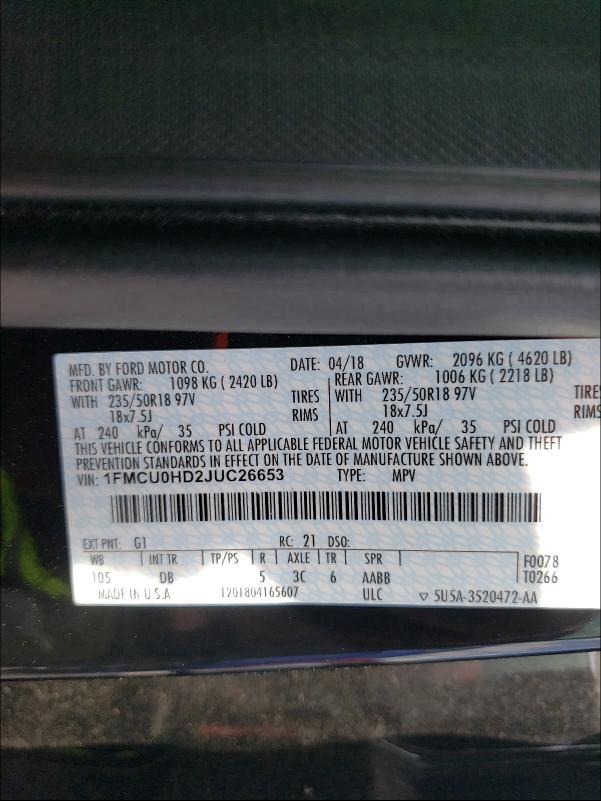 MFD. BY FORD MOTOR CO. DATE: 04/18 GVWR: 2096 KG ( 4620 LB)
FRONT GAWR: 1098 KG ( 2420 LB) REAR GAWR: 1006 KG ( 2218 LB)
WITH 235/50R18 97V TIRES WITH 235/50R18 97V TIRES
18x7.5J RIMS 18x7.5J RIMS
AT 240 kPa/ 35 PSI COLD AT 240 kPa/ 35 PSI COLD
THIS VEHICLE CONFORMS TO ALL APPLICABLE FEDERAL MOTOR VEHICLE SAFETY AND THEFT
PREVENTION STANDARDS IN EFFECT ON THE DATE OF MANUFACTURE SHOWN ABOVE.
VIN: 1FMCU0HD2JUC26653 TYPE: MPV
EXT PNT: G1 RC: 21 DSO:
WB INT TR TP/PS R AXLE TR SPR F0078
105 DB 5 3C 6 AABB T0266
MADE IN U.S.A 1201804165607 ULC ▽ 5U5A-3520472-AA